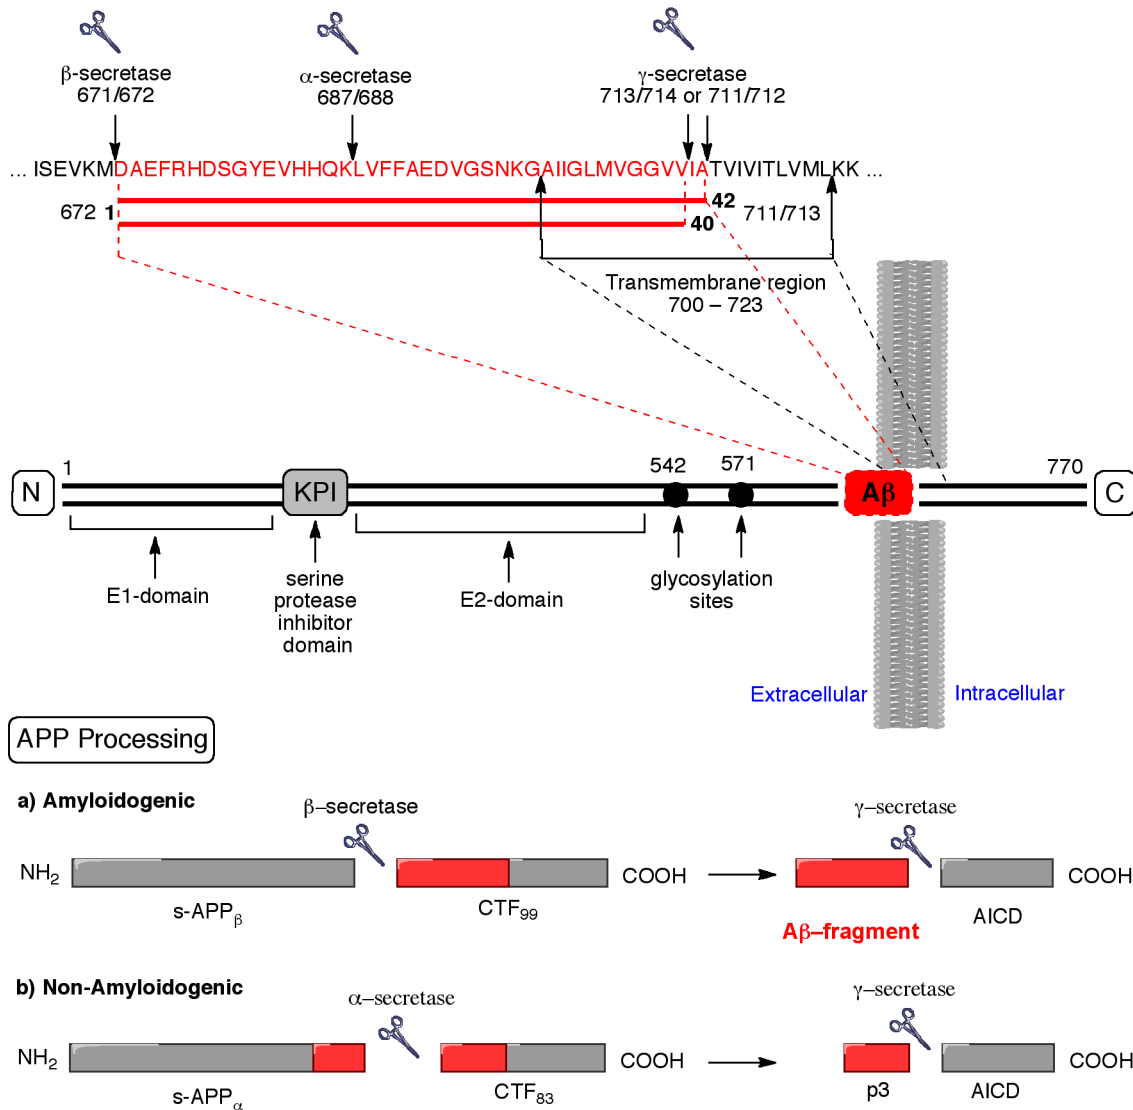 β-secretase
671/672
α-secretase
687/688
γ-secretase
713/714 or 711/712
... ISEVKMDAEFRHDSGYEVHHQKLVFFAEDVGSNKGAIIGLMVGGVVIATVIVITLVMLKK ...
672 1
42
40
711/713
Transmembrane region
700 – 723
N
1
KPI
542
571
Aβ
770
C
E1-domain
serine
protease
inhibitor
domain
E2-domain
glycosylation
sites
Extracellular
Intracellular
APP Processing
a) Amyloidogenic
β–secretase
γ–secretase
NH2
COOH
COOH
s-APPβ
CTF99
Aβ–fragment
AICD
b) Non-Amyloidogenic
α–secretase
γ–secretase
NH2
COOH
COOH
s-APPα
CTF83
p3
AICD